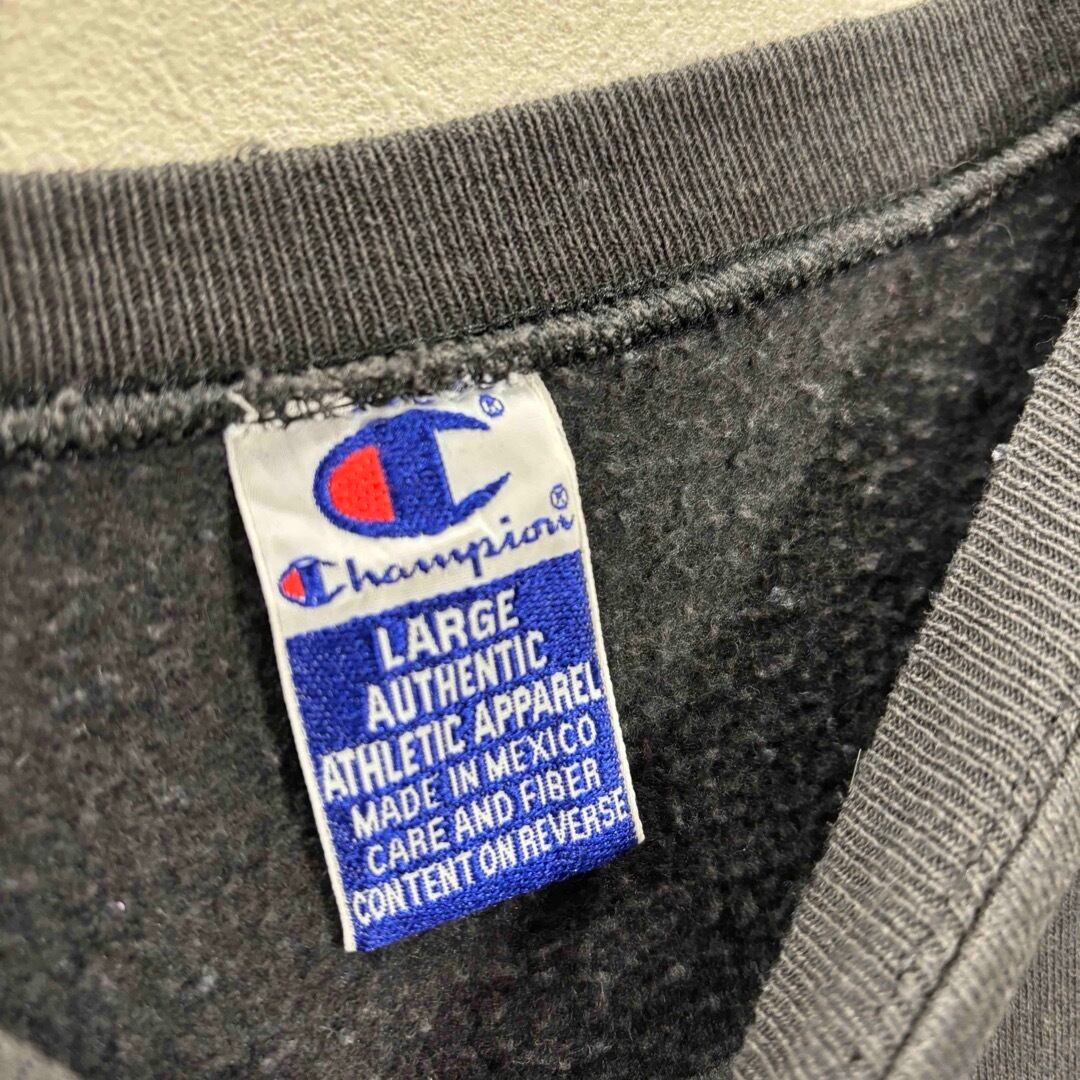 ®
Champion®
LARGE
AUTHENTIC
ATHLETIC APPAREL
MADE IN MEXICO
CARE AND FIBER
CONTENT ON REVERSE